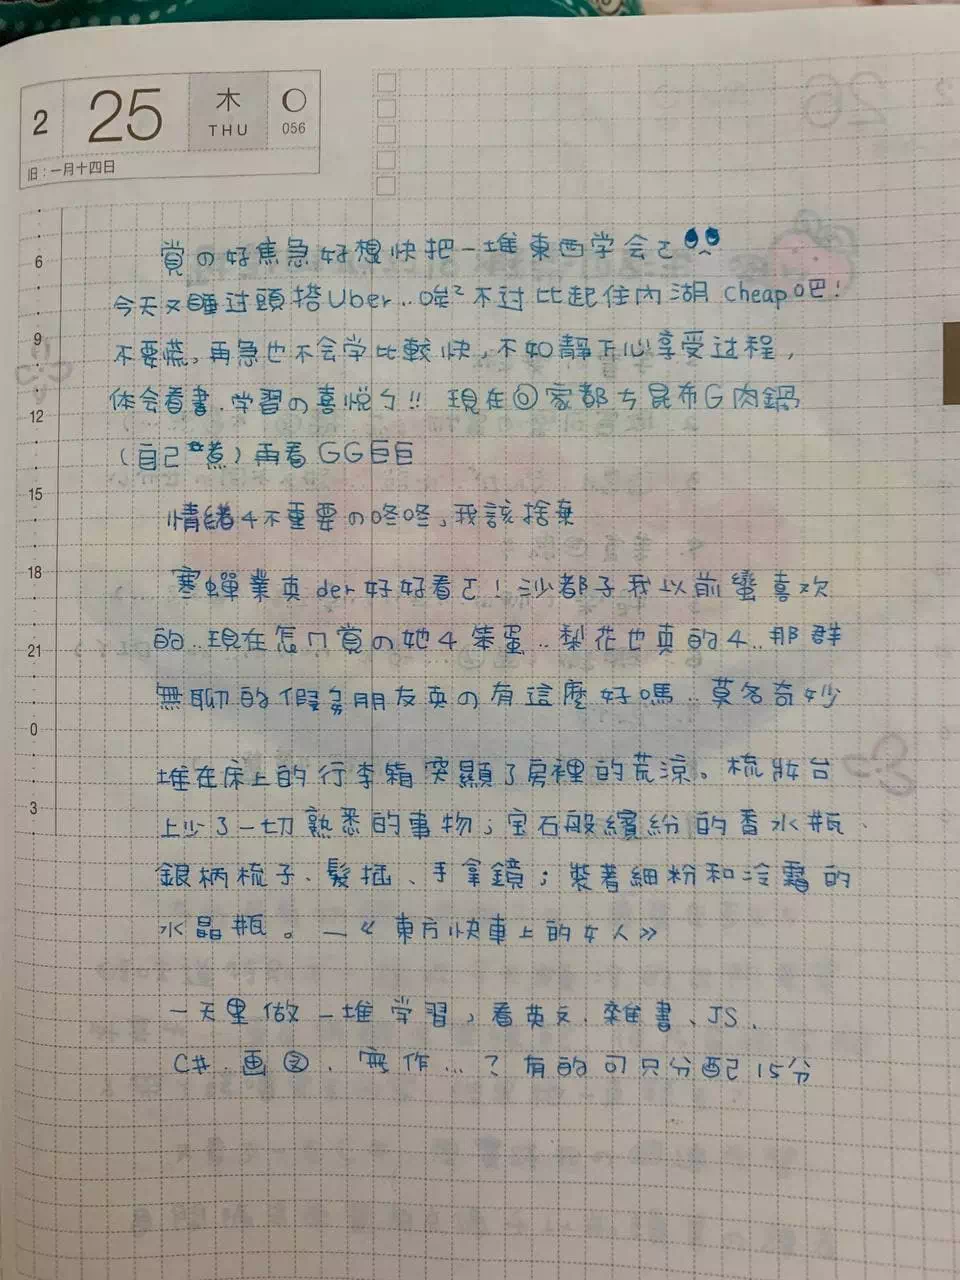 2 25 木 THU 056
旧：一月十四日
真の好焦急好想快把一堆東西学会ㄛ
今天又睡过頭搭Uber..唉² 不过比起住內湖 cheap吧！
不要慌，再急也不会学比較快，不如靜下心享受过程，
体会看書、学習の喜悅ㄅ!! 現在回家都ㄘ昆布G肉鍋
（自己煮）再看GG巨巨
情緒4不重要の咚咚，我該捨棄
寒蟬業真der好好看ㄛ！沙都子我以前蠻喜欢
的..現在怎ㄇ覚の她4笨蛋..梨花也真的4..那群
無聊的假掰朋友真の有這麼好嗎..莫名奇妙
堆在床上的行李箱突顯了房裡的荒涼。梳妝台
上少了一切熟悉的事物；宝石般繽紛的香水瓶、
銀柄梳子、髮插、手拿鏡；裝著細粉和冷霜的
水晶瓶。—《東方快車上的女人》
一天里做一堆学習，看英文、雜書、JS、
C#、画図、寫作...？有的可只分配15分
6
9
12
15
18
21
0
3